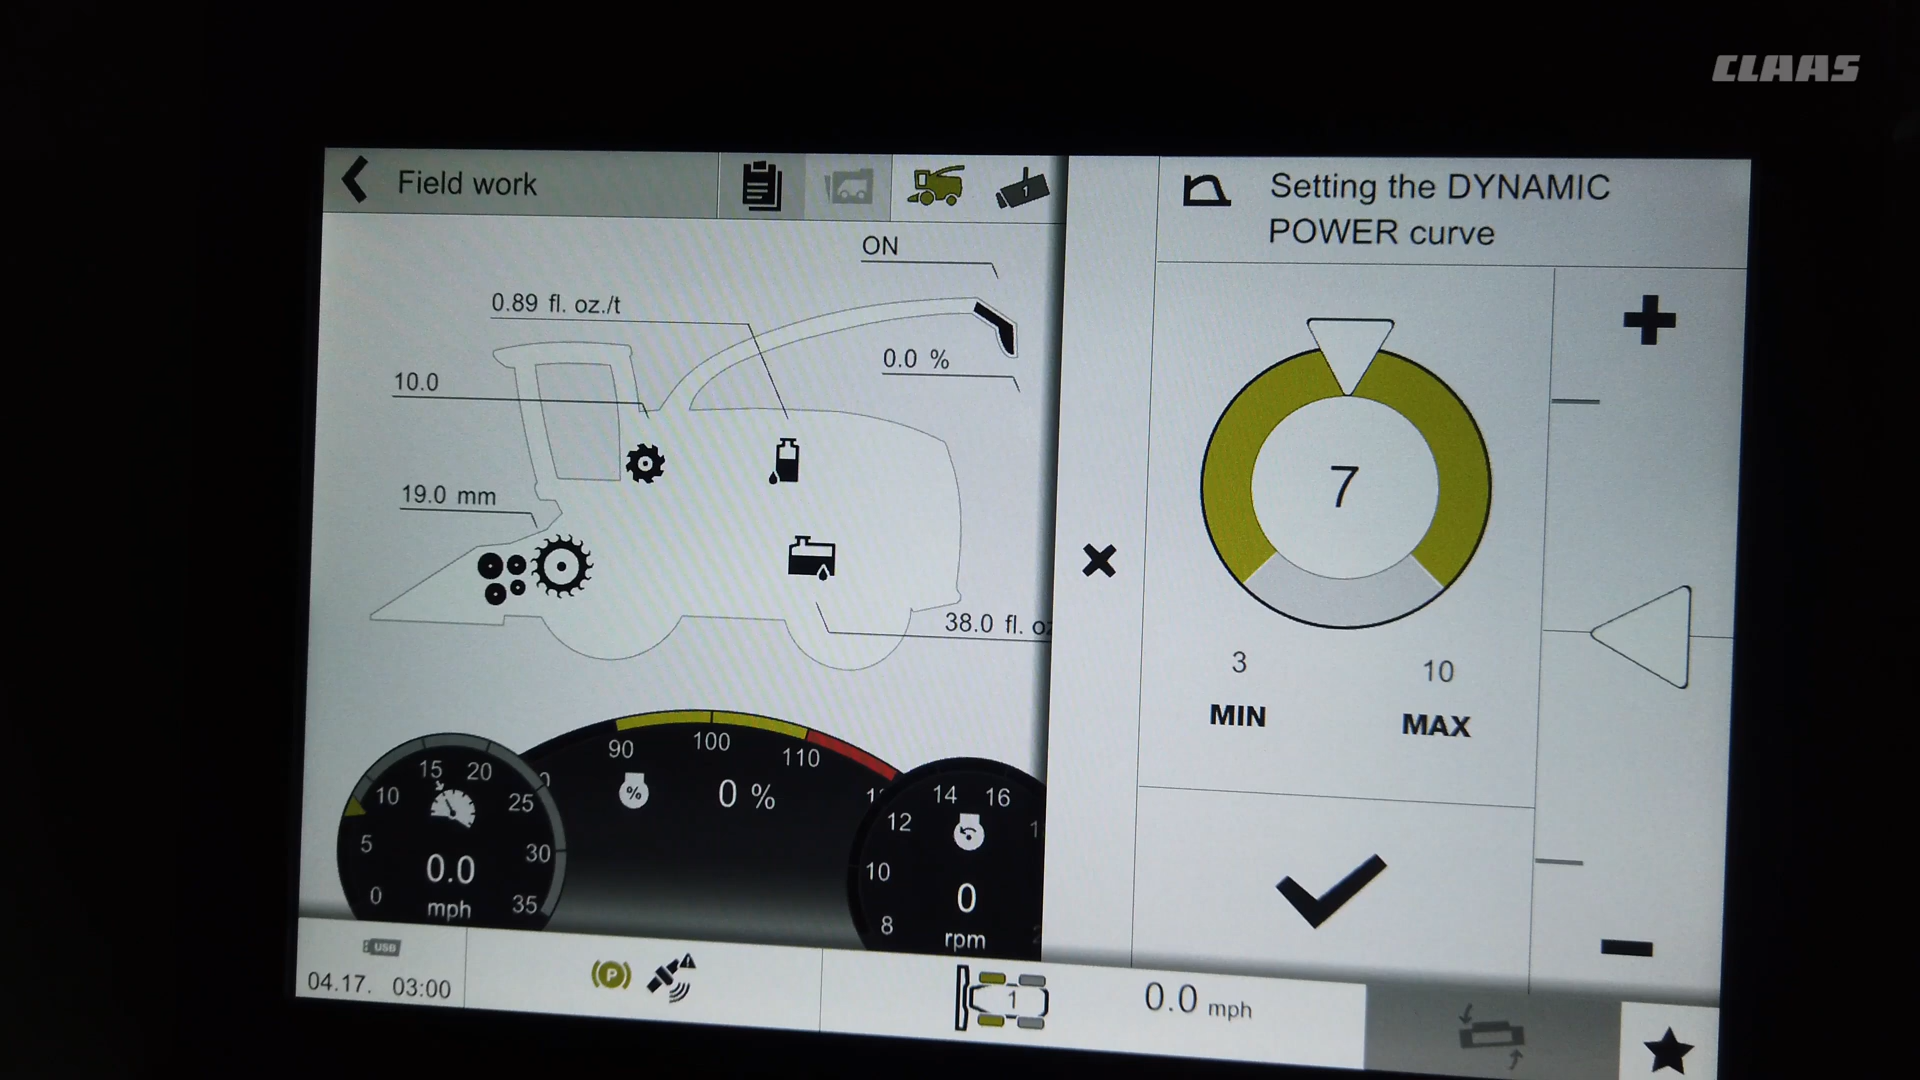 CLAAS
Field work
1
Setting the DYNAMIC
POWER curve
ON
0.89 fl. oz./t
0.0 %
10.0
19.0 mm
38.0 fl. oz
7
3
10
MIN
MAX
90
100
110
0 %
%
0
5
10
15
20
25
30
35
0.0
mph
8
10
12
14
16
0
rpm
USB
04.17. 03:00
P
1
0.0 mph